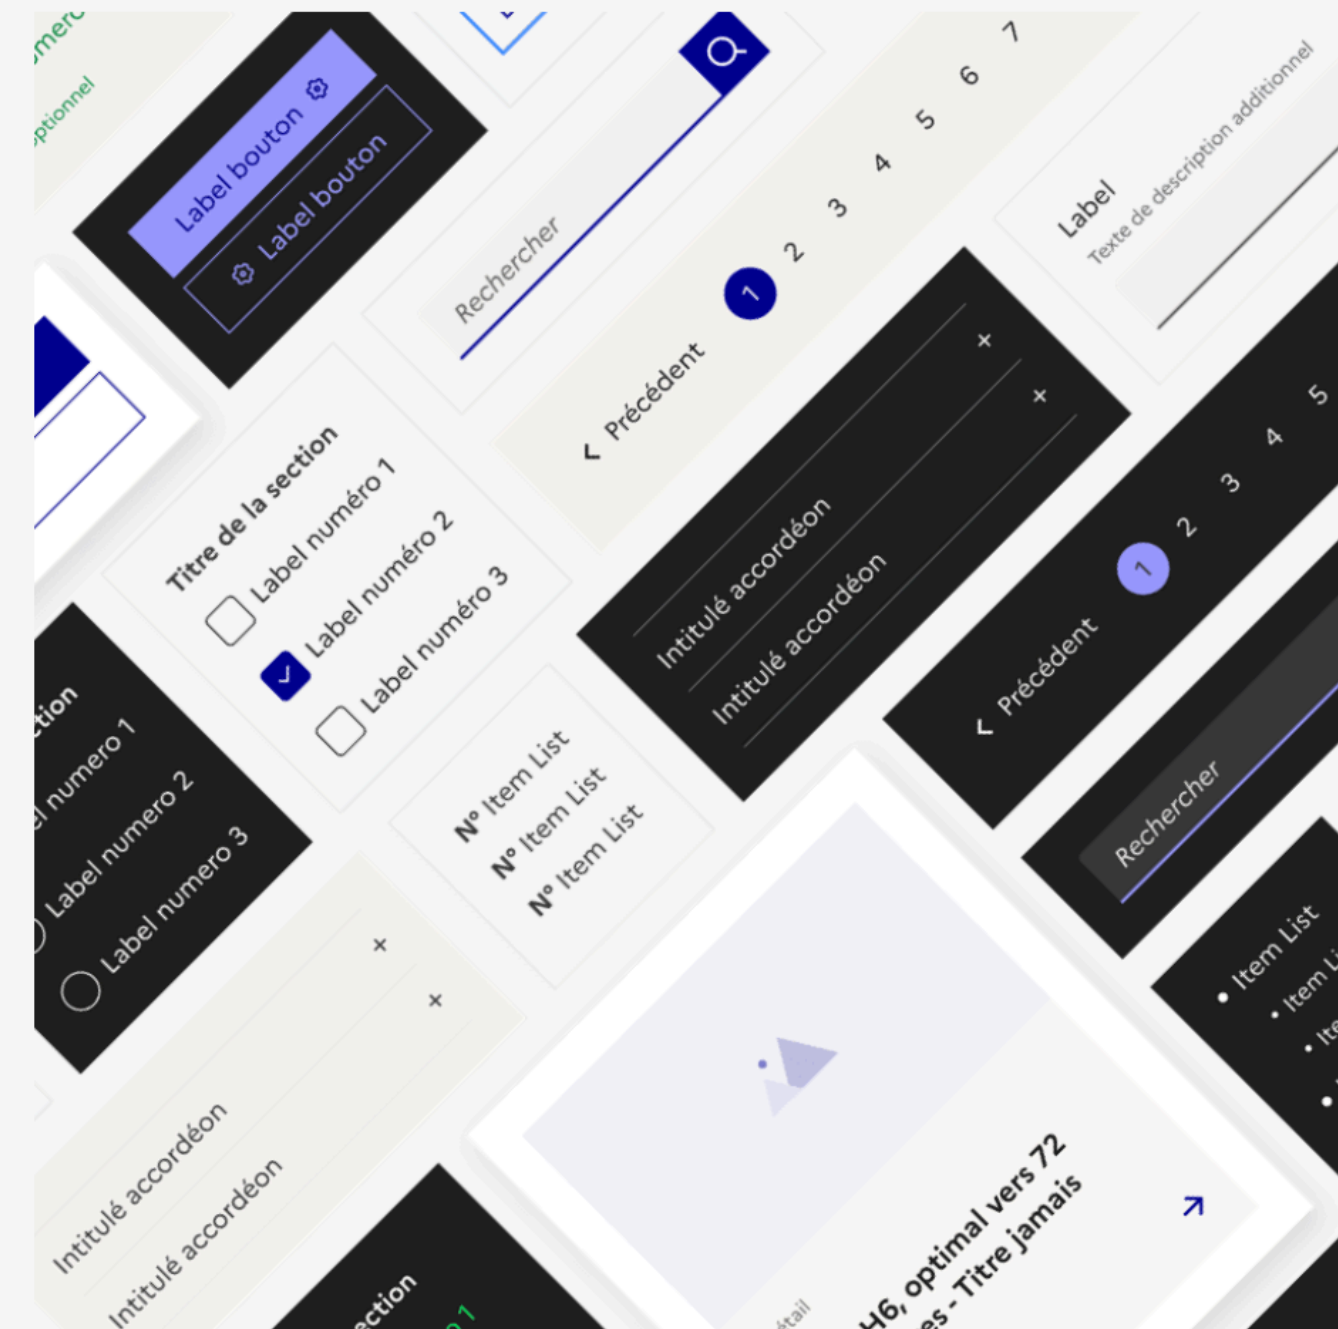 Label bouton
Label bouton
Rechercher
Précédent 1 2 3 4 5 6 7
Label
Texte de description additionnel
Titre de la section
Label numéro 1
Label numéro 2
Label numéro 3
Intitulé accordéon
Intitulé accordéon
Précédent 1 2 3 4 5
Rechercher
N° Item List
N° Item List
N° Item List
numero 1
Label numero 2
Label numero 3
Intitulé accordéon
Intitulé accordéon
H6, optimal vers 72
- Titre jamais
Item List
Item